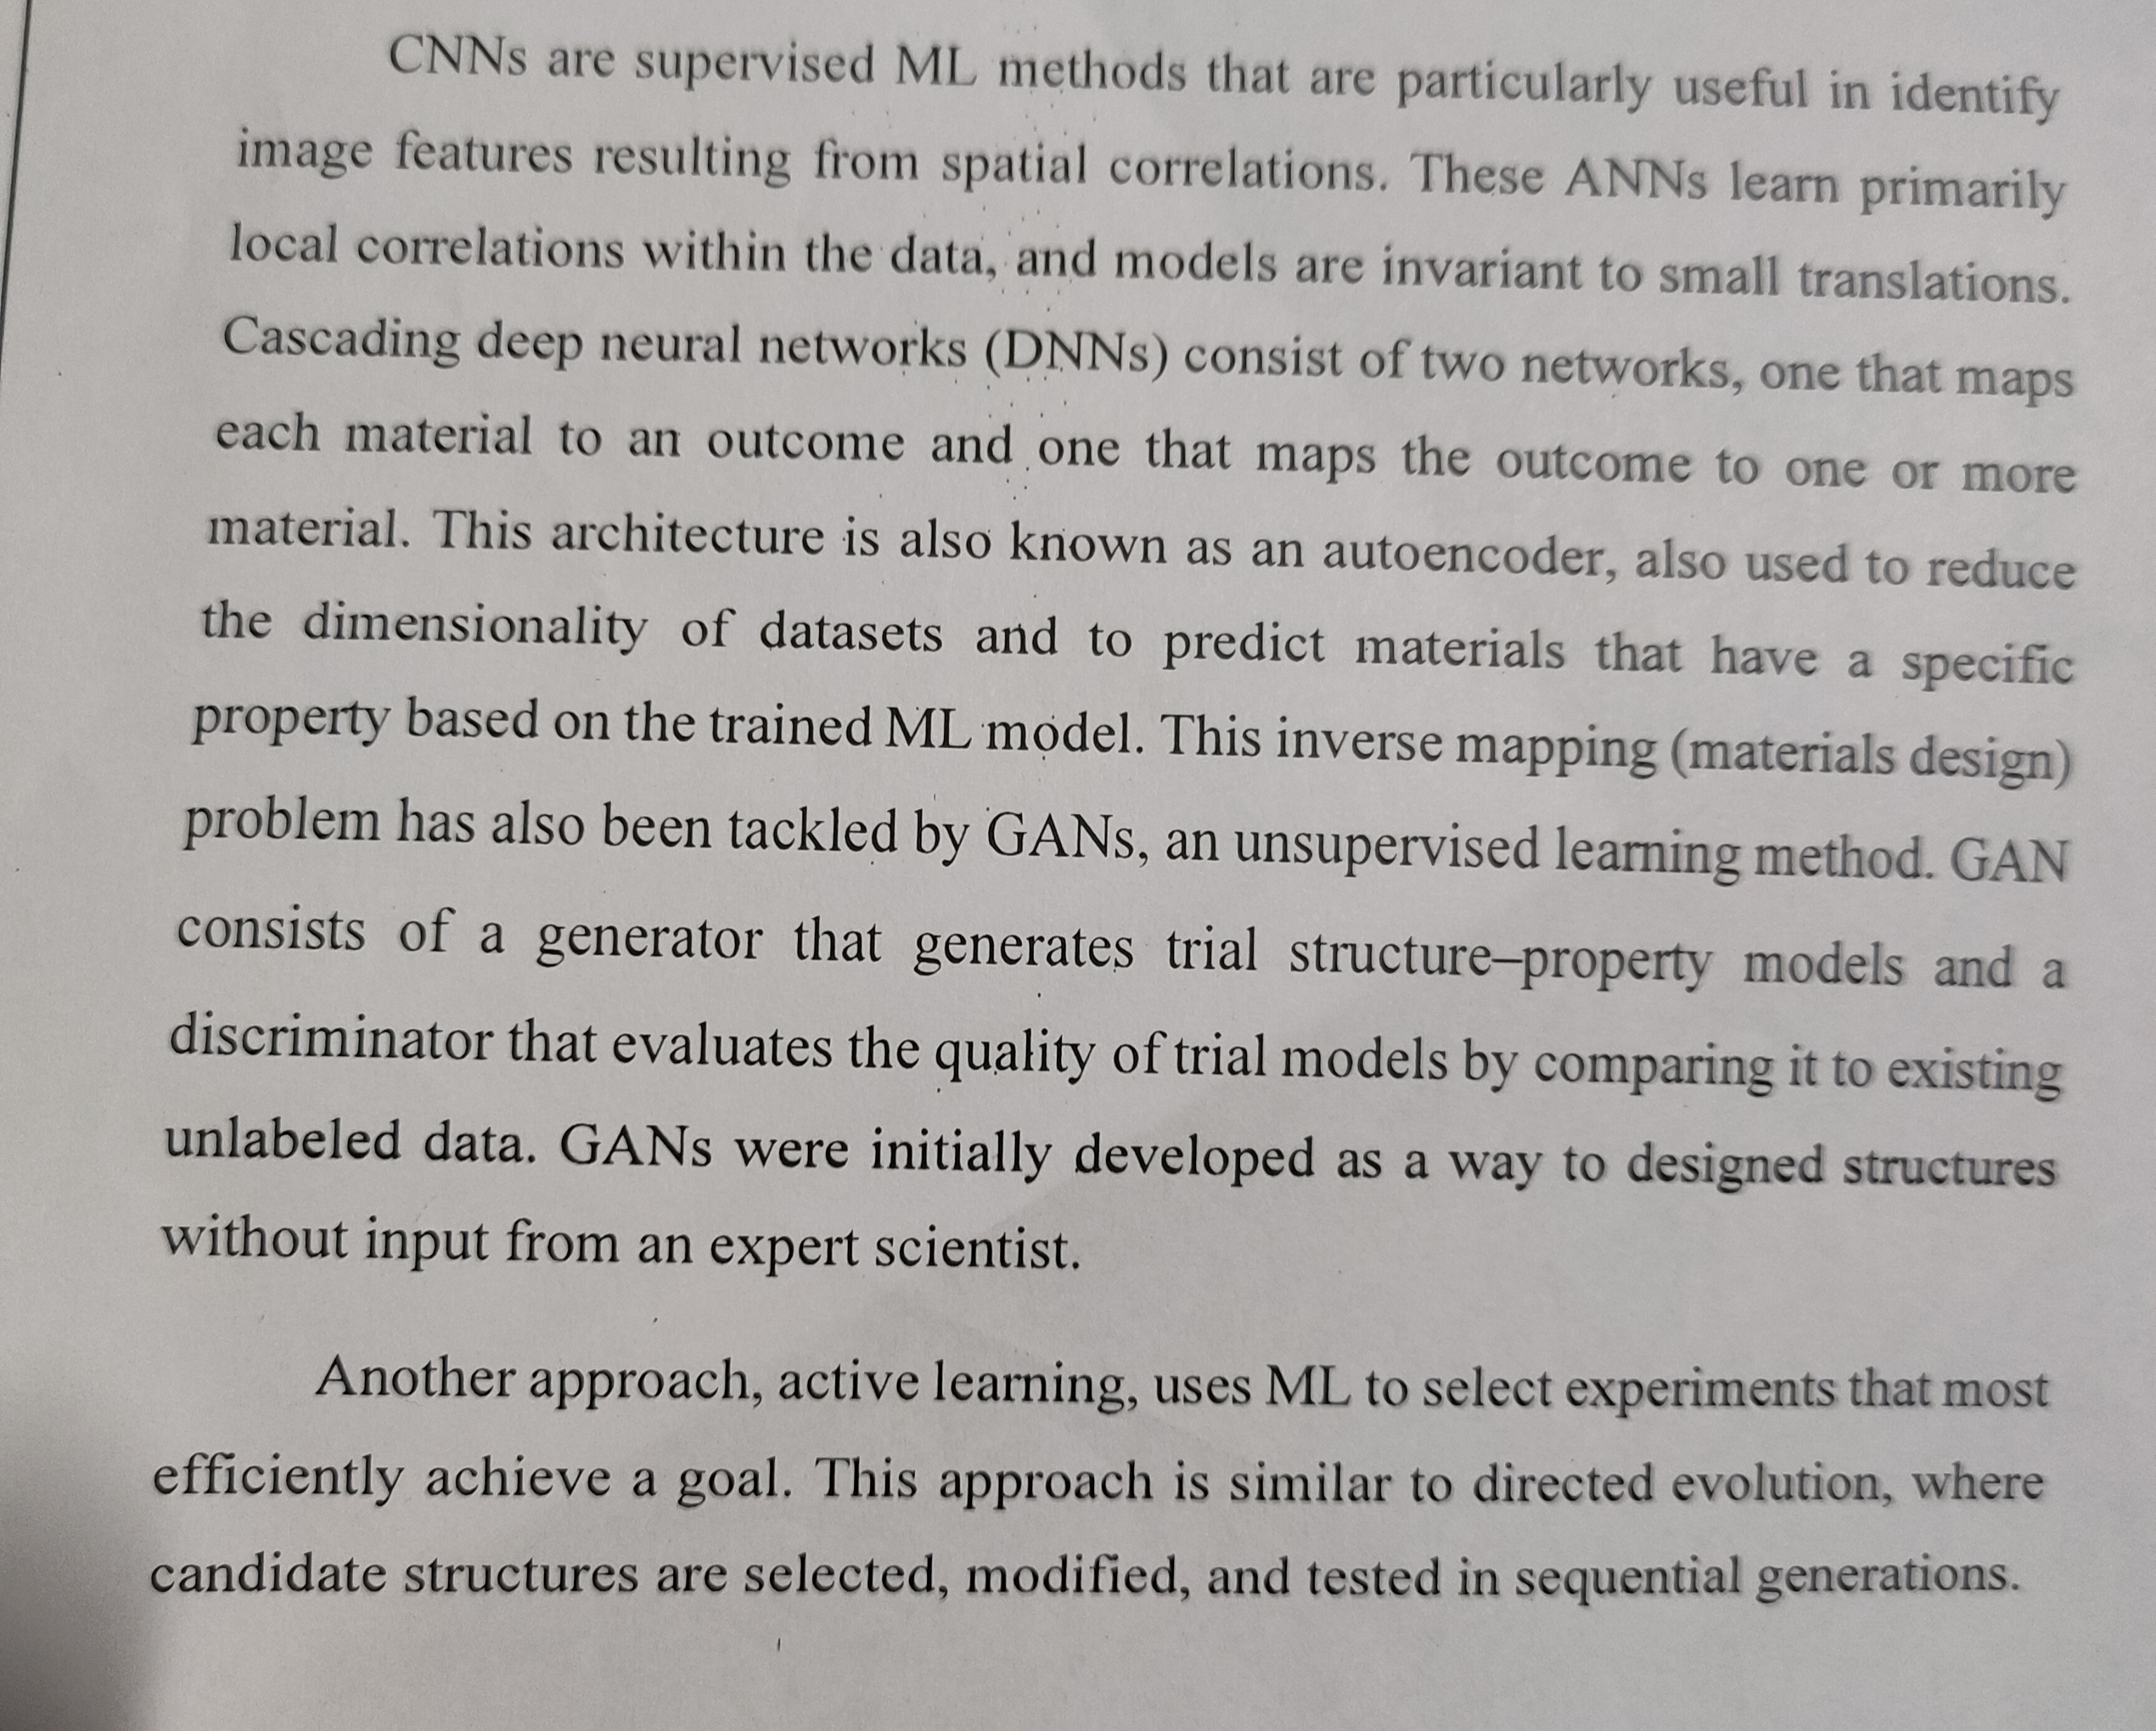 CNNs are supervised ML methods that are particularly useful in identify
image features resulting from spatial correlations. These ANNs learn primarily
local correlations within the data, and models are invariant to small translations.
Cascading deep neural networks (DNNs) consist of two networks, one that maps
each material to an outcome and one that maps the outcome to one or more
material. This architecture is also known as an autoencoder, also used to reduce
the dimensionality of datasets and to predict materials that have a specific
property based on the trained ML model. This inverse mapping (materials design)
problem has also been tackled by GANs, an unsupervised learning method. GAN
consists of a generator that generates trial structure–property models and a
discriminator that evaluates the quality of trial models by comparing it to existing
unlabeled data. GANs were initially developed as a way to designed structures
without input from an expert scientist.
Another approach, active learning, uses ML to select experiments that most
efficiently achieve a goal. This approach is similar to directed evolution, where
candidate structures are selected, modified, and tested in sequential generations.